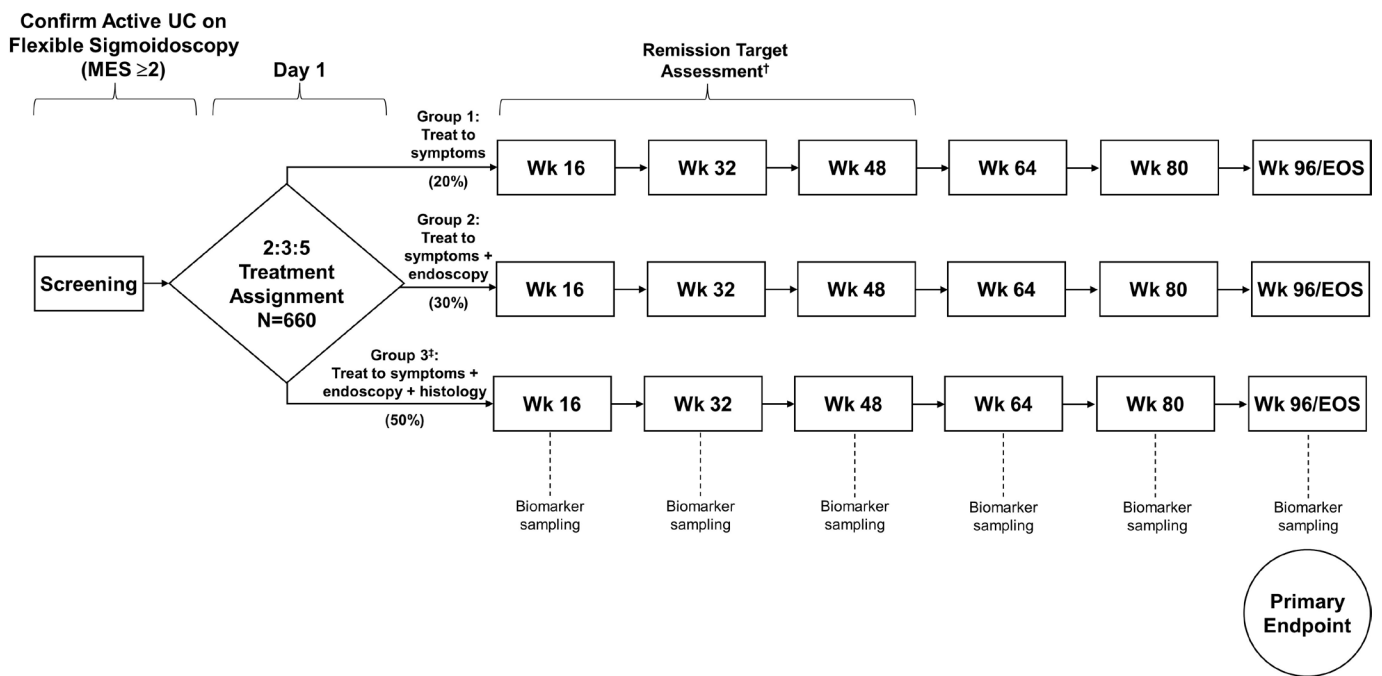 Confirm Active UC on
Flexible Sigmoidoscopy
(MES ≥2)
Day 1
Remission Target
Assessment†
Group 1:
Treat to
symptoms
(20%)
Wk 16
Wk 32
Wk 48
Wk 64
Wk 80
Wk 96/EOS
Screening
2:3:5
Treatment
Assignment
N=660
Group 2:
Treat to
symptoms +
endoscopy
(30%)
Wk 16
Wk 32
Wk 48
Wk 64
Wk 80
Wk 96/EOS
Group 3‡:
Treat to symptoms +
endoscopy + histology
(50%)
Wk 16
Wk 32
Wk 48
Wk 64
Wk 80
Wk 96/EOS
Biomarker
sampling
Biomarker
sampling
Biomarker
sampling
Biomarker
sampling
Biomarker
sampling
Biomarker
sampling
Primary
Endpoint